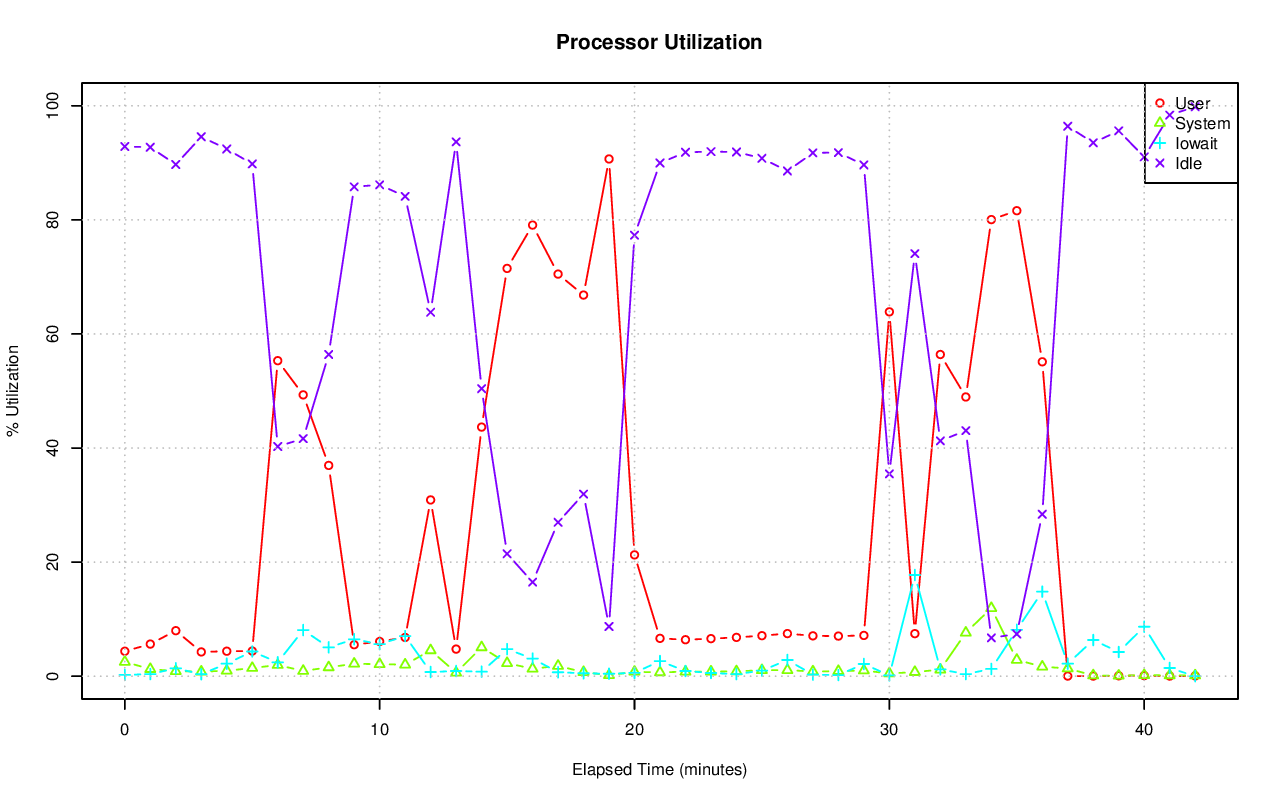 Processor Utilization
User
System
Iowait
Idle
100
80
60
40
20
0
% Utilization
0 10 20 30 40
Elapsed Time (minutes)